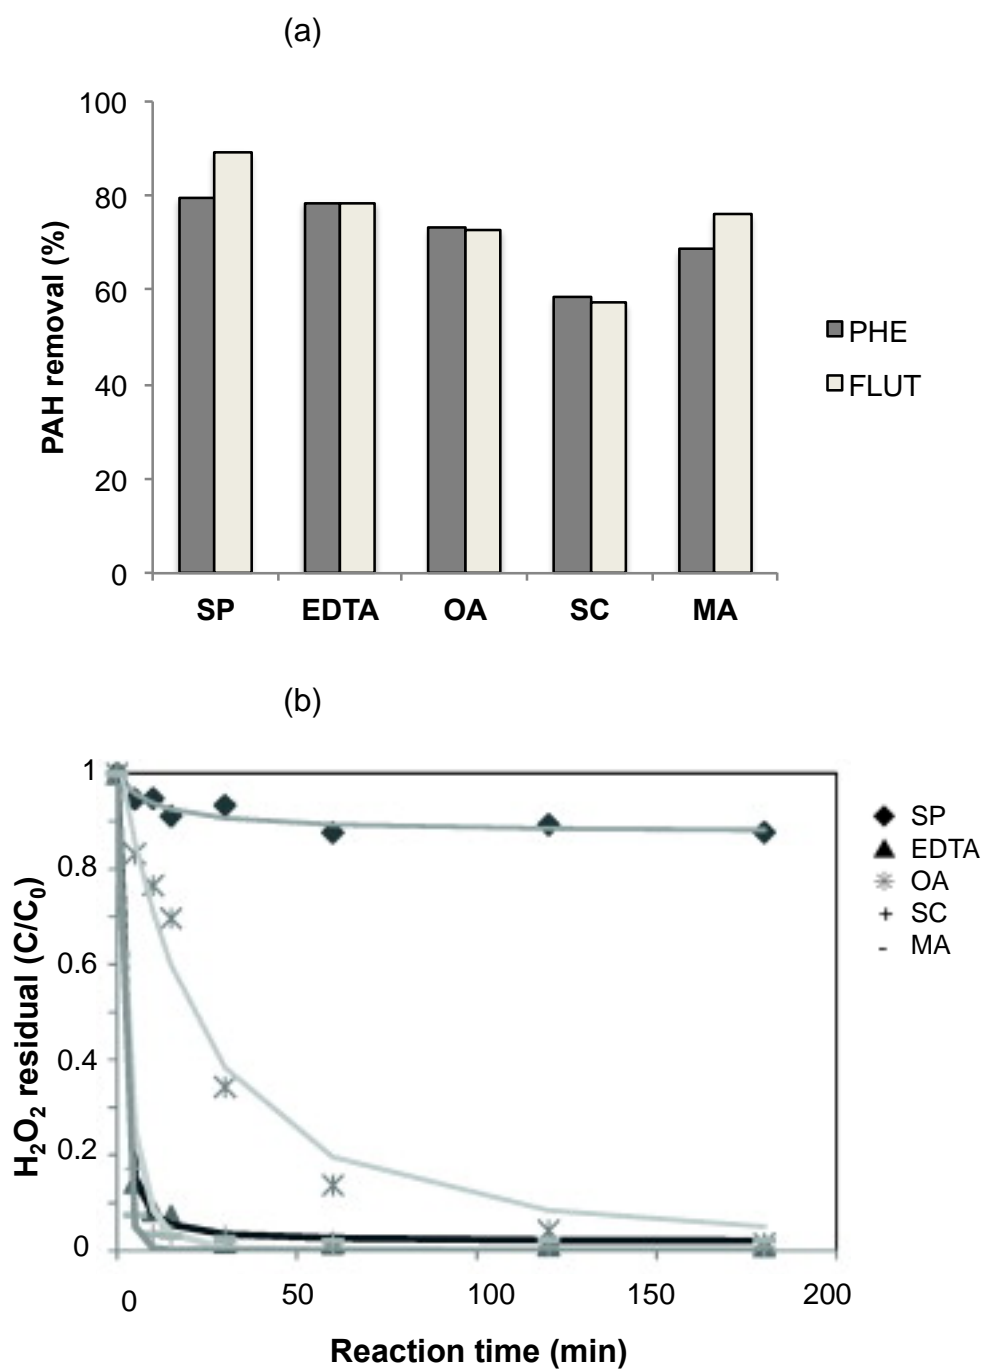 (a)
100
80
60
40
20
0
PAH removal (%)
SP EDTA OA SC MA
PHE
FLUT
(b)
1
0.8
0.6
0.4
0.2
0
H₂O₂ residual (C/C₀)
0 50 100 150 200
Reaction time (min)
SP
EDTA
OA
SC
MA